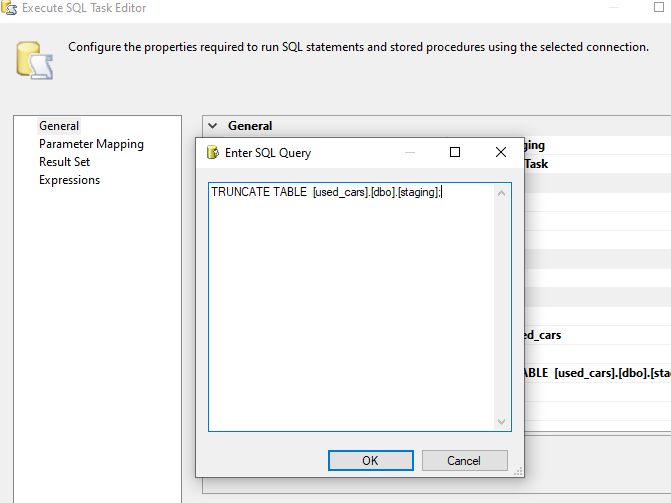 Execute SQL Task Editor
Configure the properties required to run SQL statements and stored procedures using the selected connection.
General
Parameter Mapping
Result Set
Expressions
General
Enter SQL Query
TRUNCATE TABLE [used_cars].[dbo].[staging];
ging
Task
ed_cars
ABLE [used_cars].[dbo].[sta
OK
Cancel